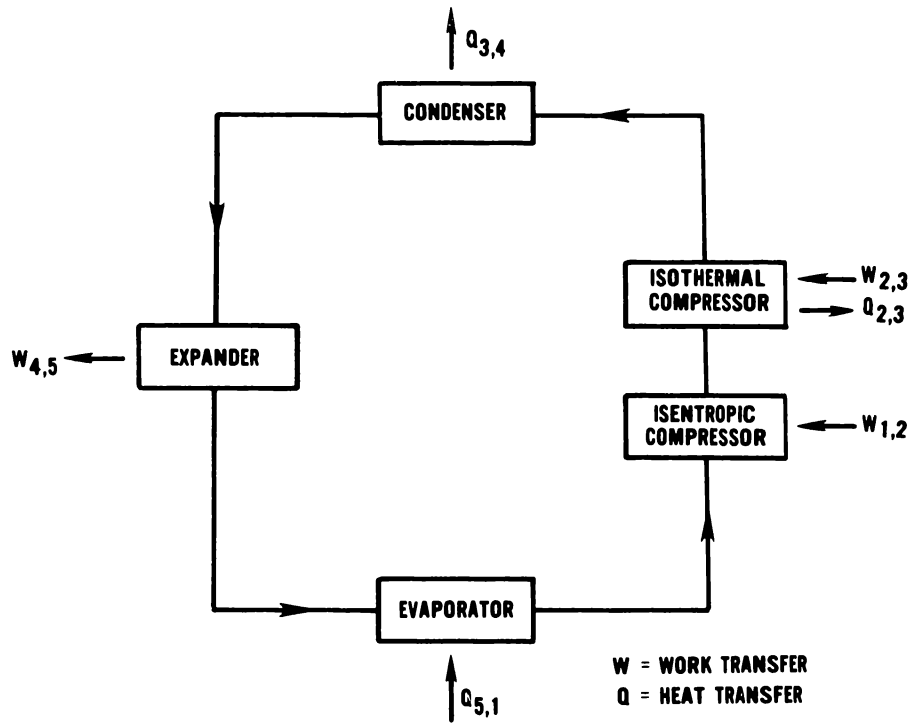 Q3,4
CONDENSER
ISOTHERMAL
COMPRESSOR
W2,3
Q2,3
W4,5
EXPANDER
ISENTROPIC
COMPRESSOR
W1,2
EVAPORATOR
Q5,1
W = WORK TRANSFER
Q = HEAT TRANSFER